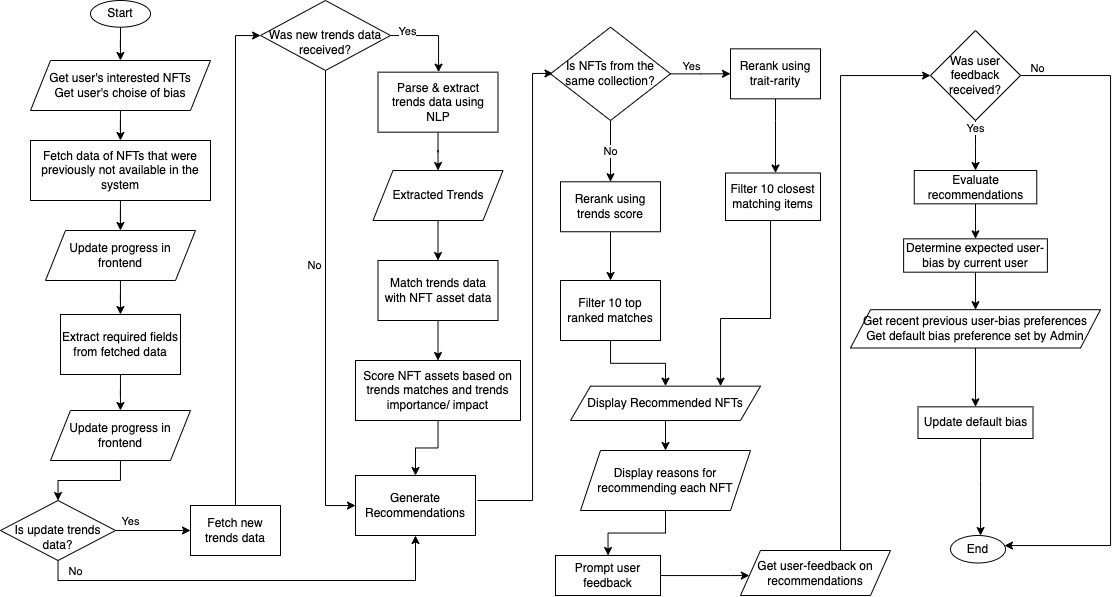 Start
Get user's interested NFTs
Get user's choise of bias
Fetch data of NFTs that were
previously not available in the
system
Update progress in
frontend
Extract required fields
from fetched data
Update progress in
frontend
Is update trends
data?
Yes
No
Fetch new
trends data
Was new trends data
received?
Yes
No
Parse & extract
trends data using
NLP
Extracted Trends
Match trends data
with NFT asset data
Score NFT assets based on
trends matches and trends
importance/ impact
Generate
Recommendations
Is NFTs from the
same collection?
Yes
No
Rerank using
trait-rarity
Filter 10 closest
matching items
Rerank using
trends score
Filter 10 top
ranked matches
Display Recommended NFTs
Display reasons for
recommending each NFT
Prompt user
feedback
Get user-feedback on
recommendations
Was user
feedback
received?
No
Yes
Evaluate
recommendations
Determine expected user-
bias by current user
Get recent previous user-bias preferences
Get default bias preference set by Admin
Update default bias
End